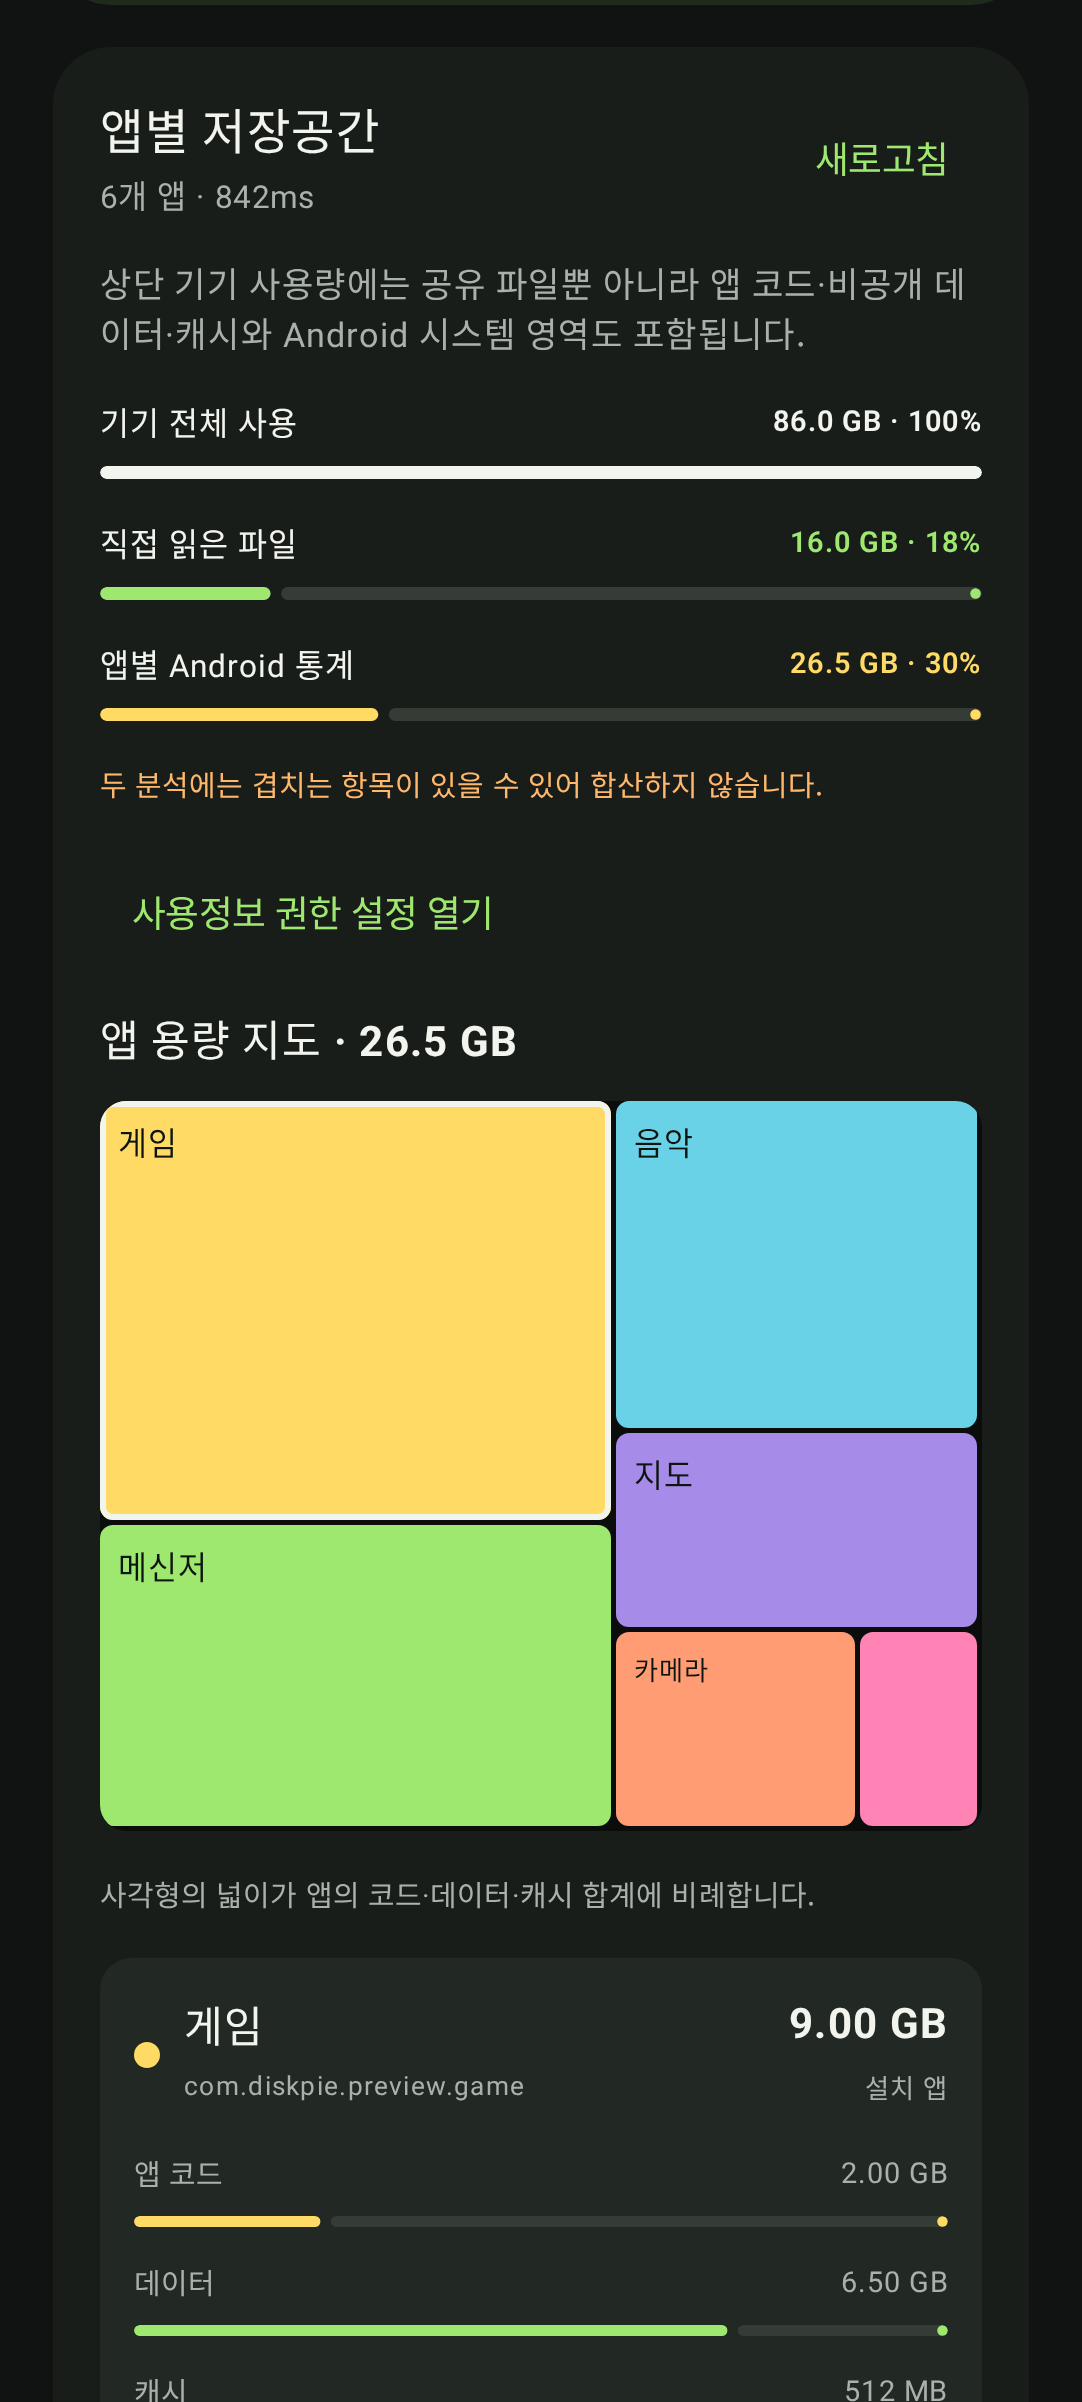 앱별 저장공간
새로고침
6개 앱 · 842ms
상단 기기 사용량에는 공유 파일뿐 아니라 앱 코드·비공개 데
이터·캐시와 Android 시스템 영역도 포함됩니다.
기기 전체 사용
86.0 GB · 100%
직접 읽은 파일
16.0 GB · 18%
앱별 Android 통계
26.5 GB · 30%
두 분석에는 겹치는 항목이 있을 수 있어 합산하지 않습니다.
사용정보 권한 설정 열기
앱 용량 지도 · 26.5 GB
게임
음악
지도
메신저
카메라
사각형의 넓이가 앱의 코드·데이터·캐시 합계에 비례합니다.
게임
9.00 GB
com.diskpie.preview.game
설치 앱
앱 코드
2.00 GB
데이터
6.50 GB
캐시
512 MB